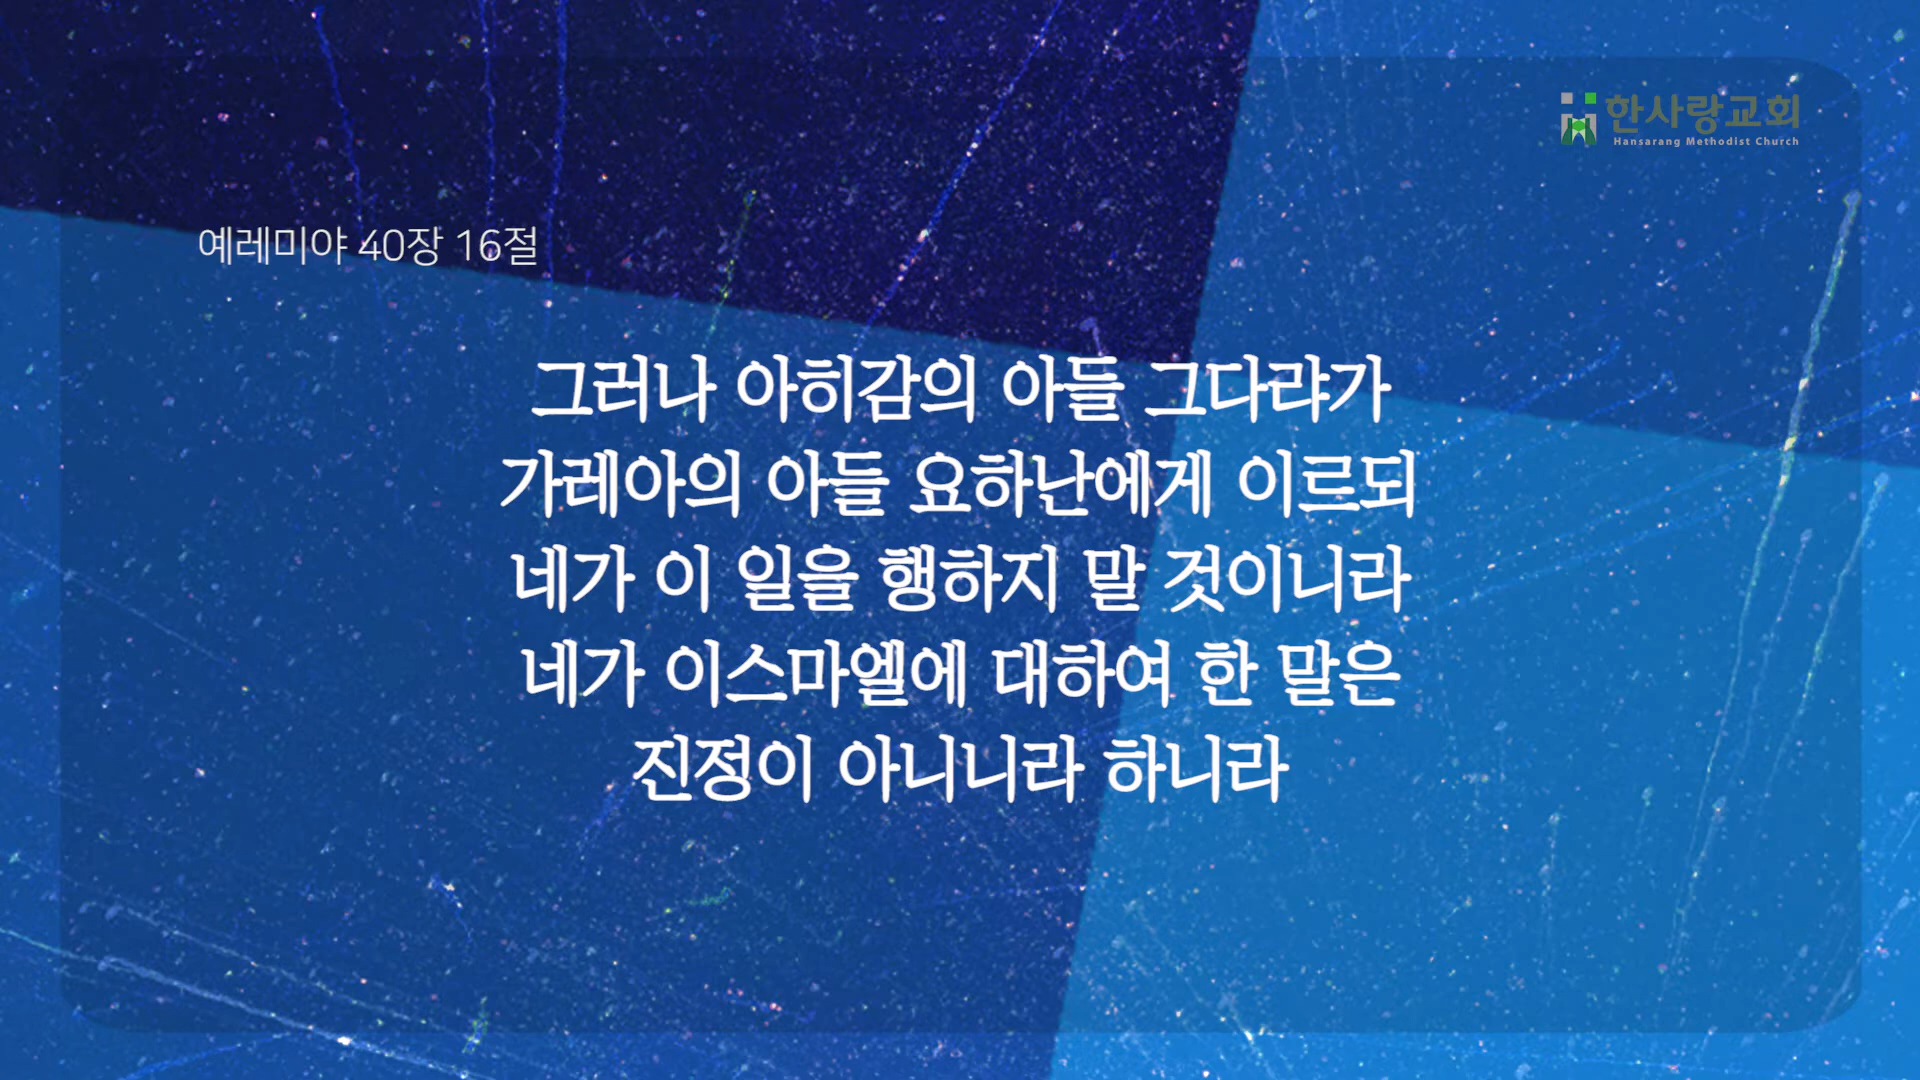 한사랑교회
Hansarang Methodist Church
예레미야 40장 16절
그러나 아히감의 아들 그다랴가
가레아의 아들 요하난에게 이르되
네가 이 일을 행하지 말 것이니라
네가 이스마엘에 대하여 한 말은
진정이 아니니라 하니라